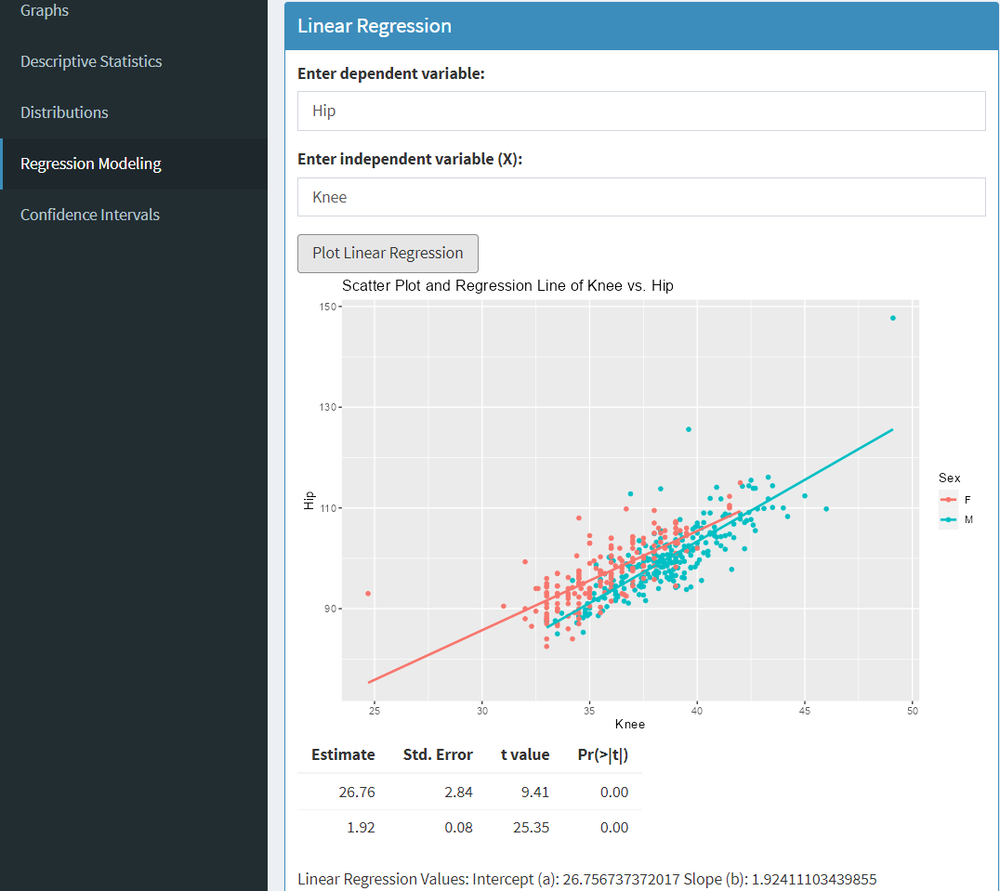 Graphs
Descriptive Statistics
Distributions
Regression Modeling
Confidence Intervals
Linear Regression
Enter dependent variable:
Hip
Enter independent variable (X):
Knee
Plot Linear Regression
Scatter Plot and Regression Line of Knee vs. Hip
150
130
110
90
Hip
25 30 35 40 45 50
Knee
Sex
F
M
Estimate Std. Error t value Pr(>|t|)
26.76 2.84 9.41 0.00
1.92 0.08 25.35 0.00
Linear Regression Values: Intercept (a): 26.756737372017 Slope (b): 1.92411103439855